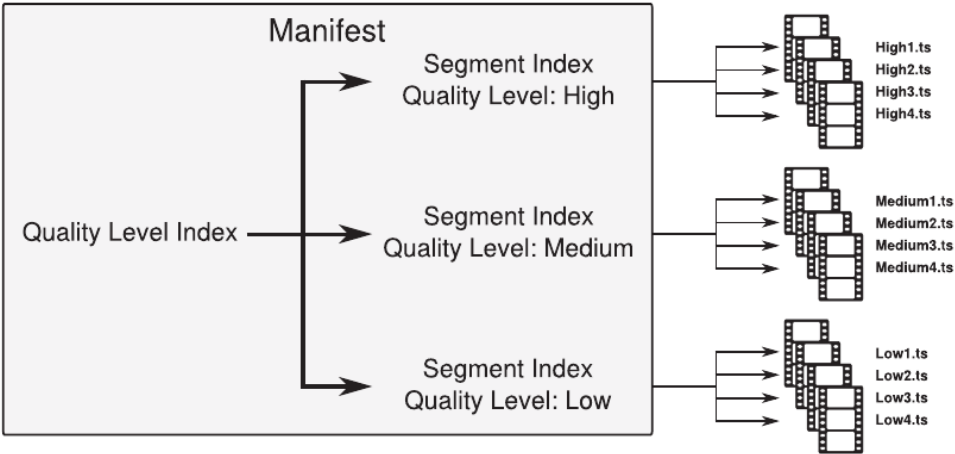 Manifest
Quality Level Index
Segment Index
Quality Level: High
High1.ts
High2.ts
High3.ts
High4.ts
Segment Index
Quality Level: Medium
Medium1.ts
Medium2.ts
Medium3.ts
Medium4.ts
Segment Index
Quality Level: Low
Low1.ts
Low2.ts
Low3.ts
Low4.ts